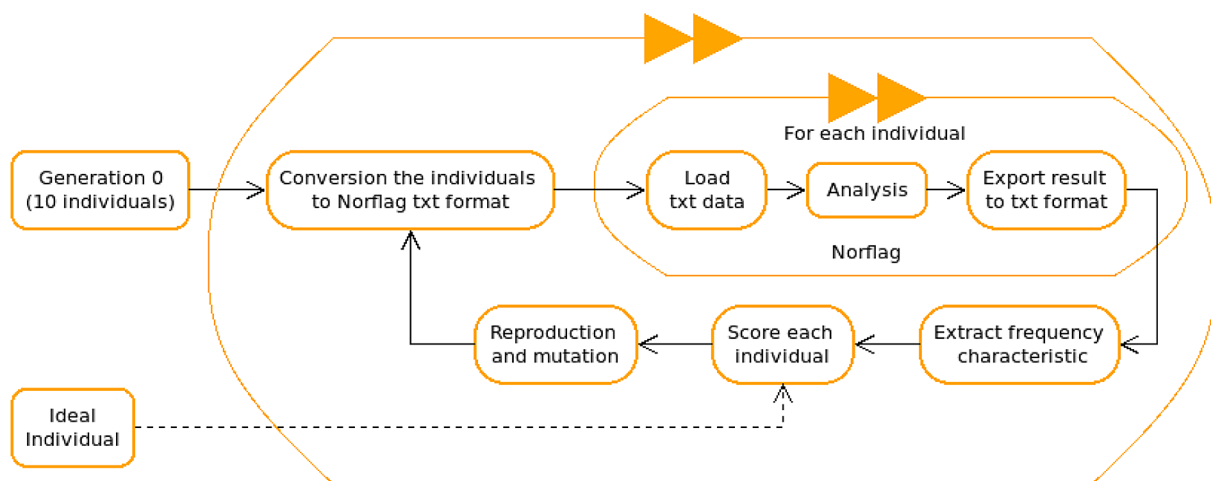 For each individual
Generation 0
(10 individuals)
Conversion the individuals
to Norflag txt format
Load
txt data
Analysis
Export result
to txt format
Norflag
Reproduction
and mutation
Score each
individual
Extract frequency
characteristic
Ideal
Individual